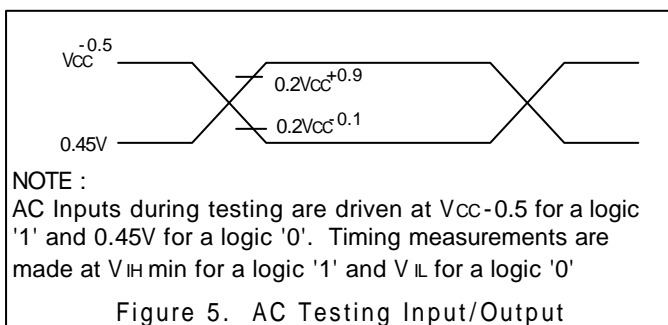 VCC-0.5
0.2VCC+0.9
0.2VCC-0.1
0.45V
NOTE :
AC Inputs during testing are driven at VCC-0.5 for a logic
'1' and 0.45V for a logic '0'. Timing measurements are
made at VIH min for a logic '1' and VIL for a logic '0'
Figure 5. AC Testing Input/Output